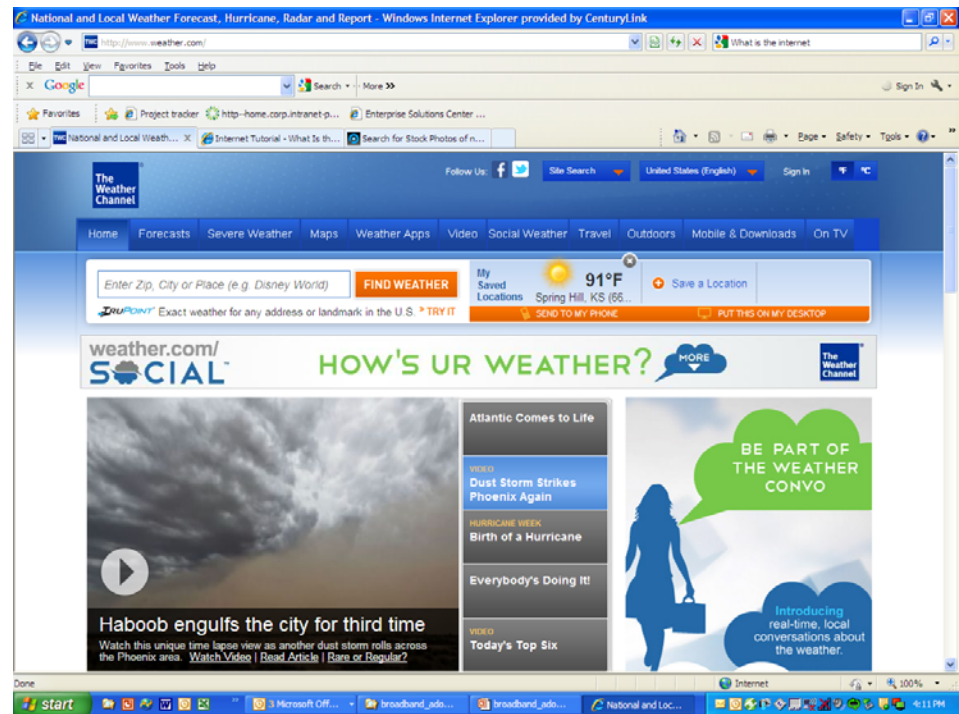 National and Local Weather Forecast, Hurricane, Radar and Report - Windows Internet Explorer provided by CenturyLink
http://www.weather.com/
What is the internet
File Edit View Favorites Tools Help
x Google Search More >> Sign In
Favorites Project tracker http--home.corp.intranet-p... Enterprise Solutions Center ...
TWC National and Local Weath... X Internet Tutorial - What Is th... Search for Stock Photos of n... Page Safety Tools
The Weather Channel
Follow Us: Site Search United States (English) Sign In °F °C
Home Forecasts Severe Weather Maps Weather Apps Video Social Weather Travel Outdoors Mobile & Downloads On TV
Enter Zip, City or Place (e.g. Disney World) FIND WEATHER
TRUPOINT Exact weather for any address or landmark in the U.S. TRY IT
My Saved Locations
91°F
Spring Hill, KS (66...
Save a Location
SEND TO MY PHONE PUT THIS ON MY DESKTOP
weather.com/
SOCIAL
HOW'S UR WEATHER? MORE
The Weather Channel
Haboob engulfs the city for third time
Watch this unique time lapse view as another dust storm rolls across
the Phoenix area. Watch Video | Read Article | Rare or Regular?
Atlantic Comes to Life
VIDEO
Dust Storm Strikes
Phoenix Again
HURRICANE WEEK
Birth of a Hurricane
Everybody's Doing It!
VIDEO
Today's Top Six
BE PART OF
THE WEATHER
CONVO
Introducing
real-time, local
conversations about
the weather.
Done Internet 100%
start 3 Microsoft Off... broadband_ado... broadband_ado... National and Loc... 4:11 PM